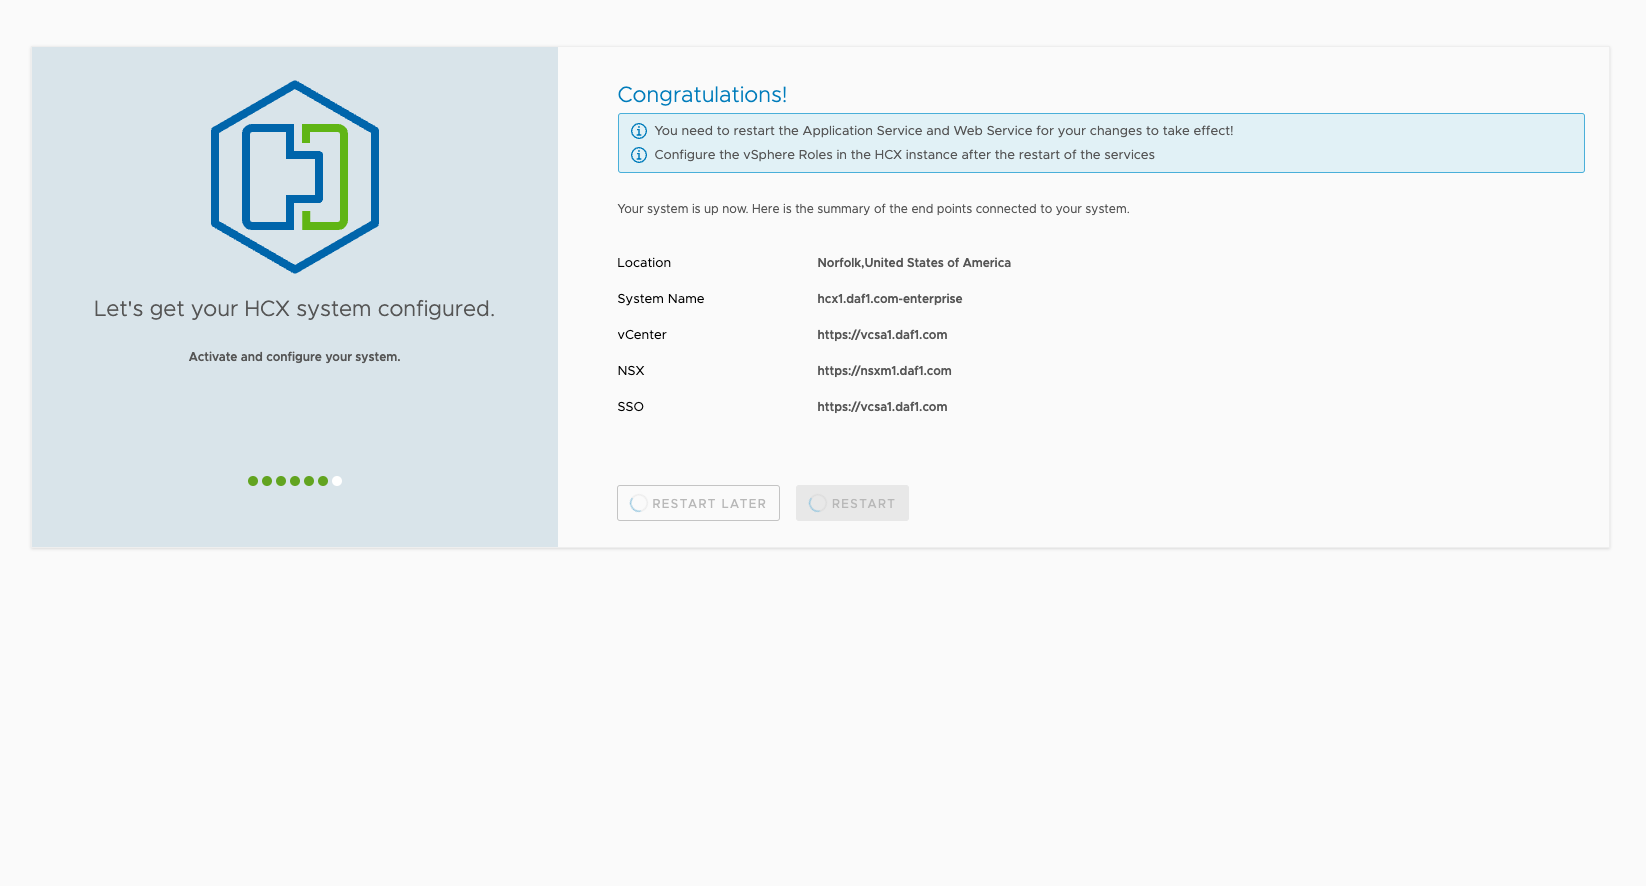 Let's get your HCX system configured.
Activate and configure your system.
Congratulations!
You need to restart the Application Service and Web Service for your changes to take effect!
Configure the vSphere Roles in the HCX instance after the restart of the services
Your system is up now. Here is the summary of the end points connected to your system.
Location Norfolk,United States of America
System Name hcx1.daf1.com-enterprise
vCenter https://vcsa1.daf1.com
NSX https://nsxm1.daf1.com
SSO https://vcsa1.daf1.com
RESTART LATER RESTART